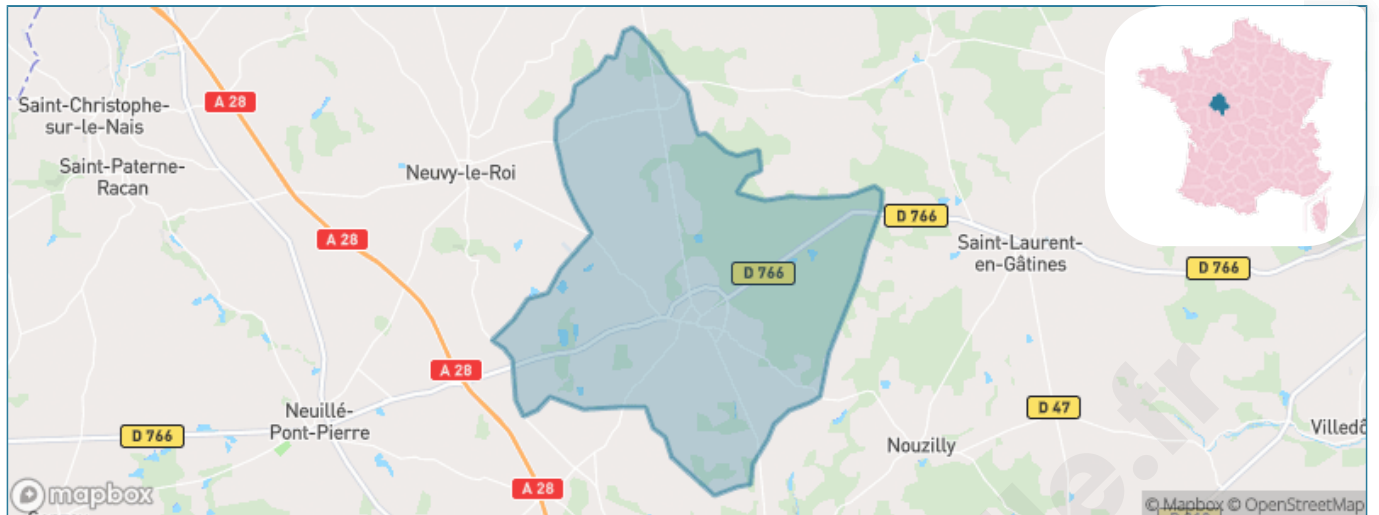 Saint-Christophe-
sur-le-Nais
A 28
Saint-Paterne-
Racan
Neuvy-le-Roi
D 766
A 28
Saint-Laurent-
en-Gâtines
D 766
D 766
A 28
Neuillé-
Pont-Pierre
D 47
D 766
Nouzilly
A 28
mapbox
© Mapbox © OpenStreetMap